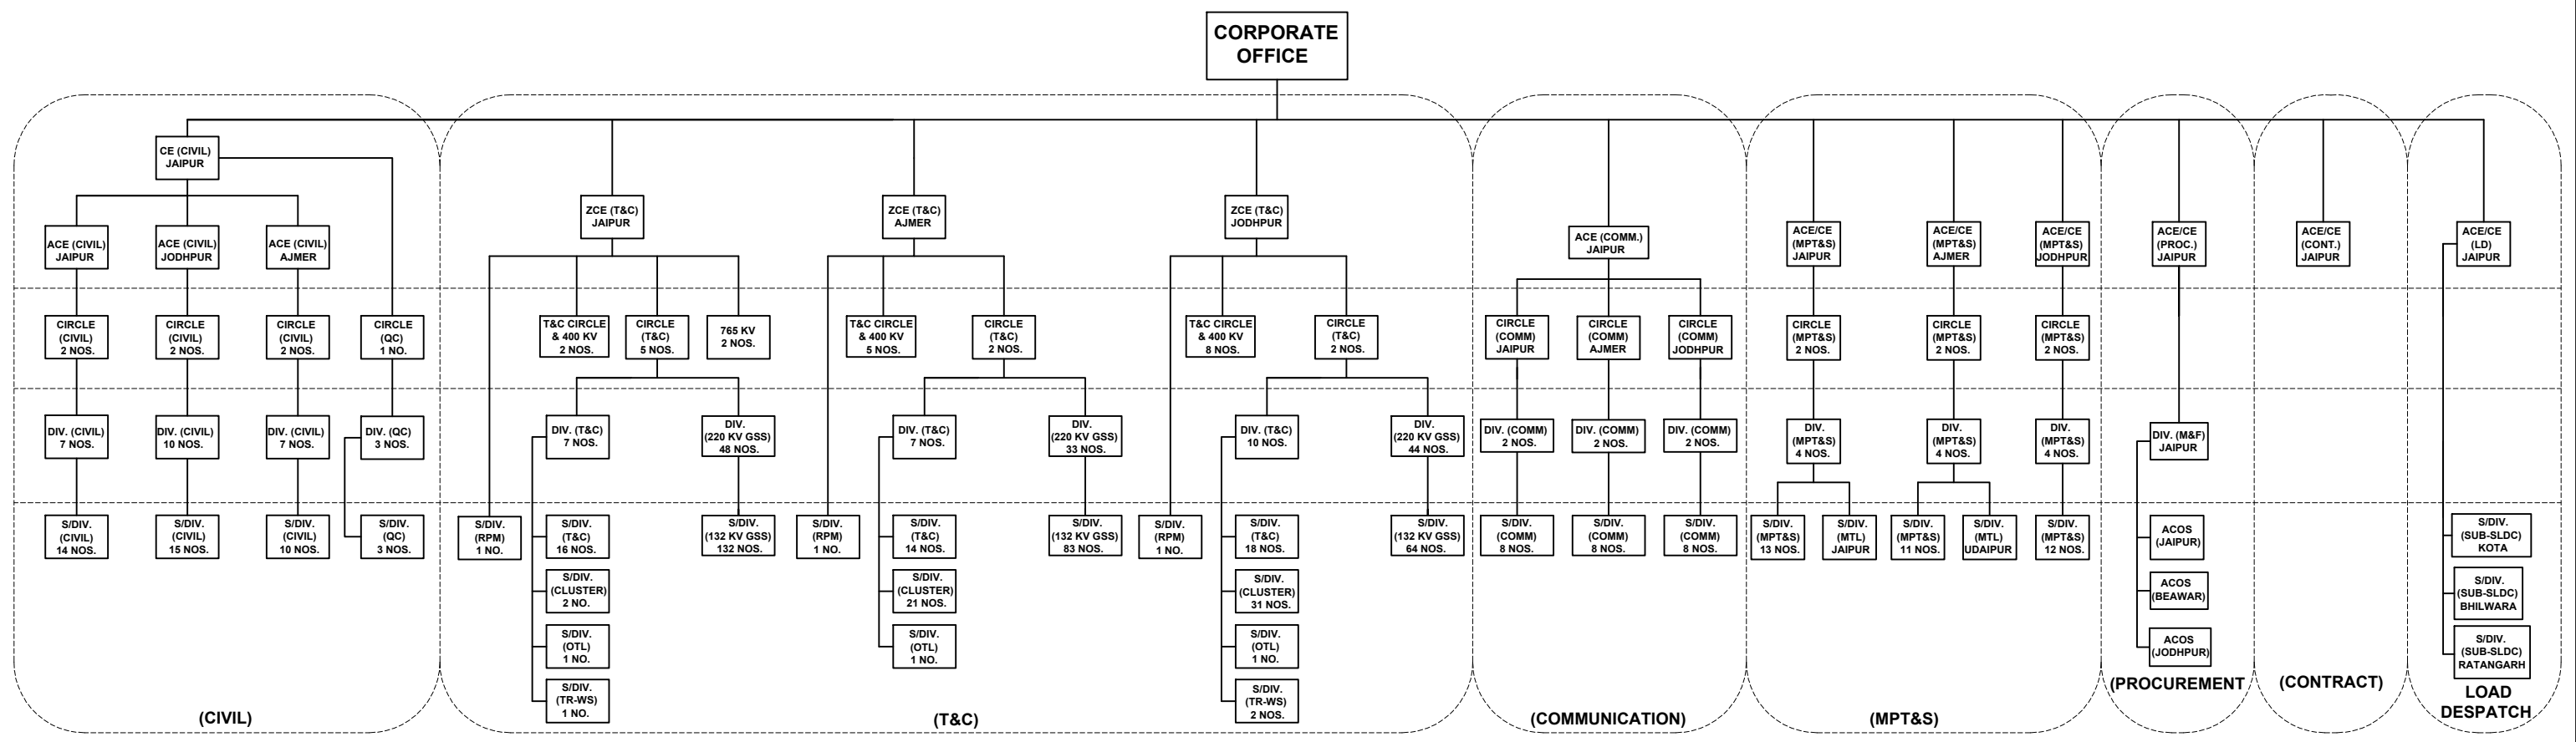 CORPORATE
OFFICE
CE (CIVIL)
JAIPUR
ACE (CIVIL)
JAIPUR
ACE (CIVIL)
JODHPUR
ACE (CIVIL)
AJMER
CIRCLE
(CIVIL)
2 NOS.
CIRCLE
(CIVIL)
2 NOS.
CIRCLE
(CIVIL)
2 NOS.
CIRCLE
(QC)
1 NO.
DIV. (CIVIL)
7 NOS.
DIV. (CIVIL)
10 NOS.
DIV. (CIVIL)
7 NOS.
DIV. (QC)
3 NOS.
S/DIV.
(CIVIL)
14 NOS.
S/DIV.
(CIVIL)
15 NOS.
S/DIV.
(CIVIL)
10 NOS.
S/DIV.
(QC)
3 NOS.
(CIVIL)
ZCE (T&C)
JAIPUR
T&C CIRCLE
& 400 KV
2 NOS.
CIRCLE
(T&C)
5 NOS.
765 KV
2 NOS.
DIV. (T&C)
7 NOS.
DIV.
(220 KV GSS)
48 NOS.
S/DIV.
(RPM)
1 NO.
S/DIV.
(T&C)
16 NOS.
S/DIV.
(132 KV GSS)
132 NOS.
S/DIV.
(CLUSTER)
2 NO.
S/DIV.
(OTL)
1 NO.
S/DIV.
(TR-WS)
1 NO.
ZCE (T&C)
AJMER
T&C CIRCLE
& 400 KV
5 NOS.
CIRCLE
(T&C)
2 NOS.
DIV. (T&C)
7 NOS.
DIV.
(220 KV GSS)
33 NOS.
S/DIV.
(RPM)
1 NO.
S/DIV.
(T&C)
14 NOS.
S/DIV.
(132 KV GSS)
83 NOS.
S/DIV.
(CLUSTER)
21 NOS.
S/DIV.
(OTL)
1 NO.
ZCE (T&C)
JODHPUR
T&C CIRCLE
& 400 KV
8 NOS.
CIRCLE
(T&C)
2 NOS.
DIV. (T&C)
10 NOS.
DIV.
(220 KV GSS)
44 NOS.
S/DIV.
(RPM)
1 NO.
S/DIV.
(T&C)
18 NOS.
S/DIV.
(132 KV GSS)
64 NOS.
S/DIV.
(CLUSTER)
31 NOS.
S/DIV.
(OTL)
1 NO.
S/DIV.
(TR-WS)
2 NOS.
(T&C)
ACE (COMM.)
JAIPUR
CIRCLE
(COMM)
JAIPUR
CIRCLE
(COMM)
AJMER
CIRCLE
(COMM)
JODHPUR
DIV. (COMM)
2 NOS.
DIV. (COMM)
2 NOS.
DIV. (COMM)
2 NOS.
S/DIV.
(COMM)
8 NOS.
S/DIV.
(COMM)
8 NOS.
S/DIV.
(COMM)
8 NOS.
(COMMUNICATION)
ACE/CE
(MPT&S)
JAIPUR
ACE/CE
(MPT&S)
AJMER
ACE/CE
(MPT&S)
JODHPUR
CIRCLE
(MPT&S)
2 NOS.
CIRCLE
(MPT&S)
2 NOS.
CIRCLE
(MPT&S)
2 NOS.
DIV.
(MPT&S)
4 NOS.
DIV.
(MPT&S)
4 NOS.
DIV.
(MPT&S)
4 NOS.
S/DIV.
(MPT&S)
13 NOS.
S/DIV.
(MTL)
JAIPUR
S/DIV.
(MPT&S)
11 NOS.
S/DIV.
(MTL)
UDAIPUR
S/DIV.
(MPT&S)
12 NOS.
(MPT&S)
ACE/CE
(PROC.)
JAIPUR
DIV. (M&F)
JAIPUR
ACOS
(JAIPUR)
ACOS
(BEAWAR)
ACOS
(JODHPUR)
(PROCUREMENT
ACE/CE
(CONT.)
JAIPUR
(CONTRACT)
ACE/CE
(LD)
JAIPUR
S/DIV.
(SUB-SLDC)
KOTA
S/DIV.
(SUB-SLDC)
BHILWARA
S/DIV.
(SUB-SLDC)
RATANGARH
LOAD
DESPATCH